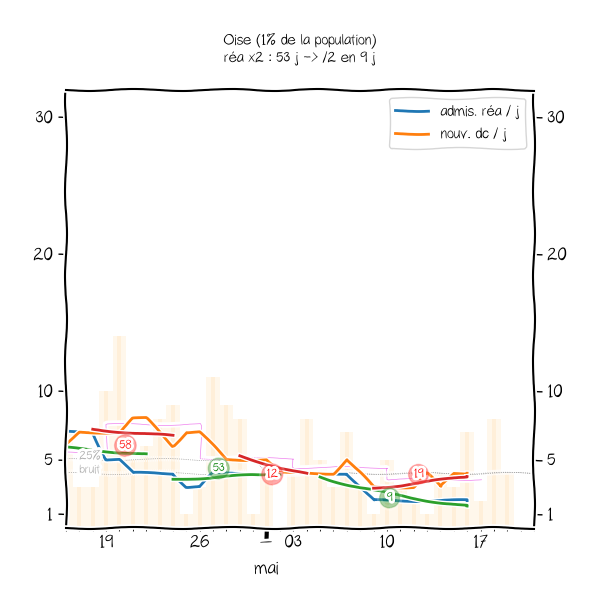 Oise (1% de la population)
réa x2 : 53 j -> /2 en 9 j
admis. réa / j
nouv. dc / j
30 30
20 20
10 10
5 5
1 1
25%
bruit
58
53
12
19
9
19 26 1 03 10 17
mai